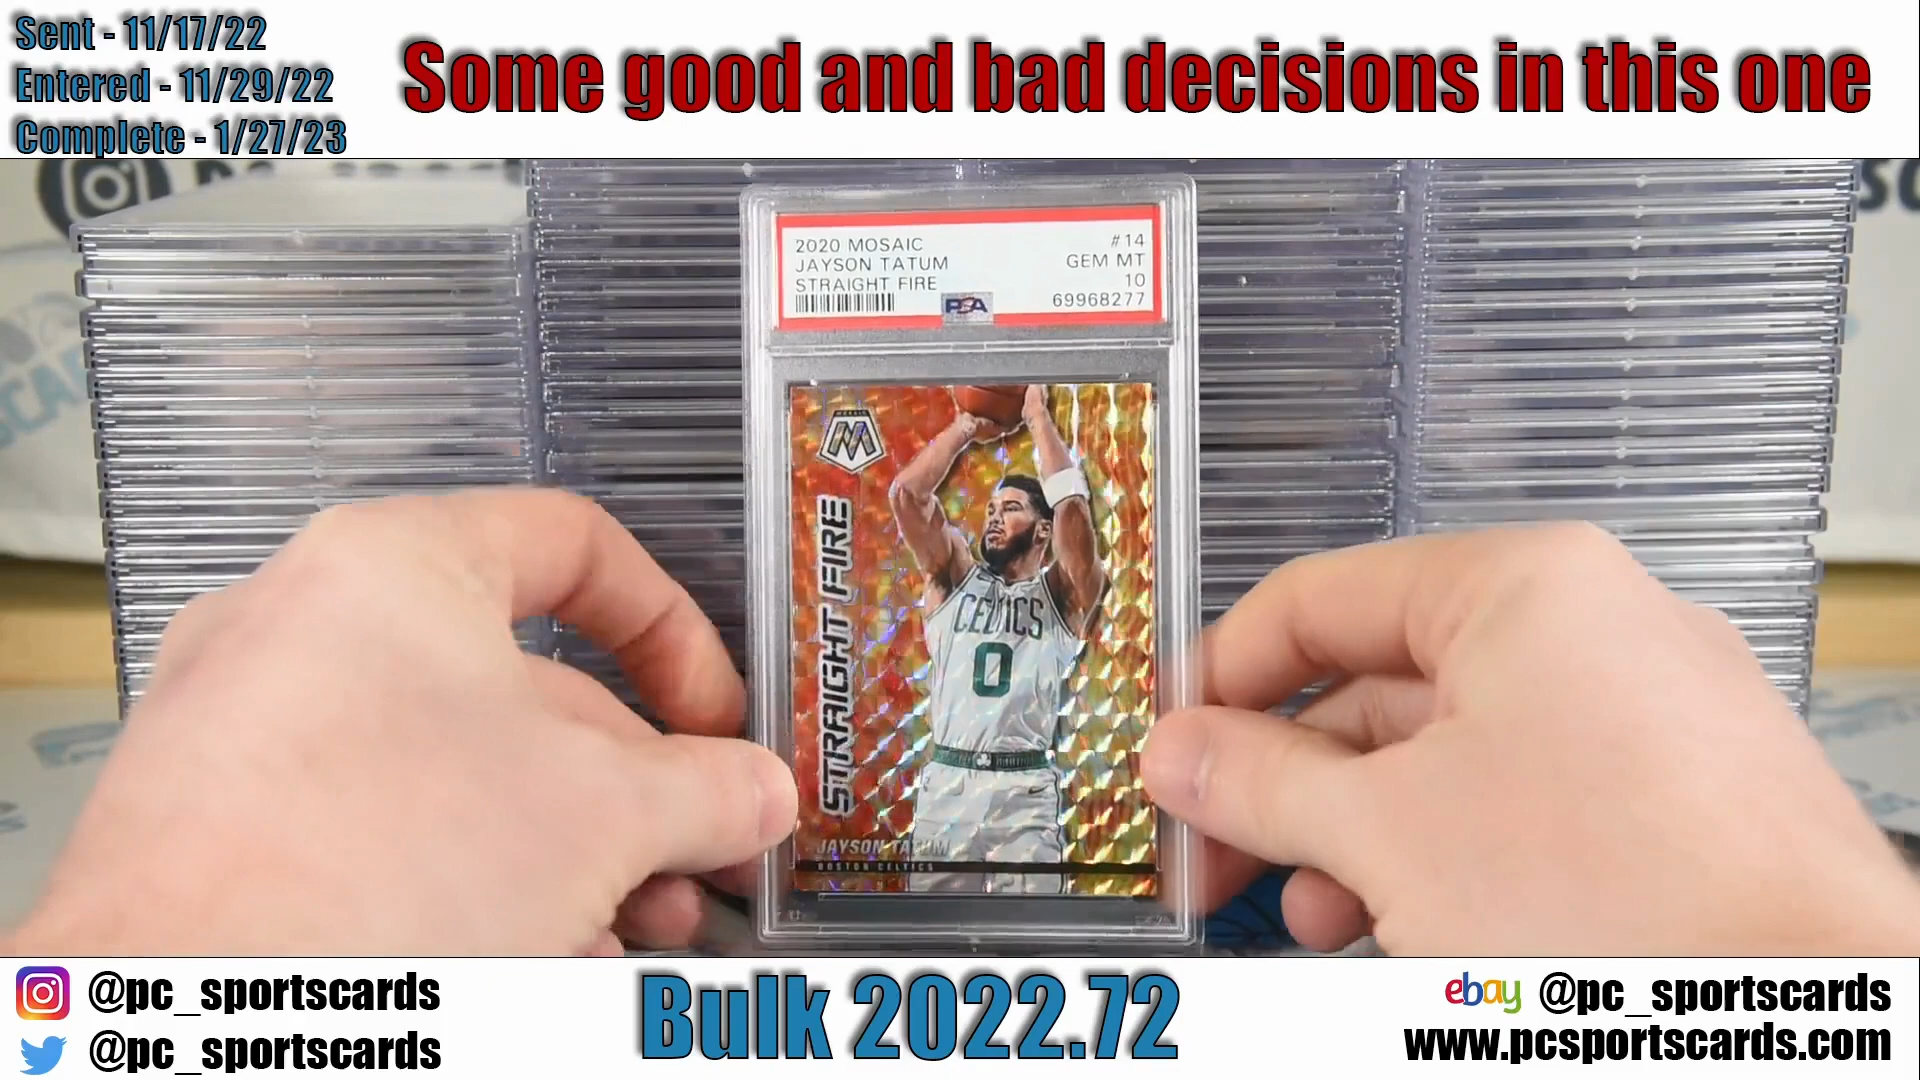 Sent - 11/17/22
Entered - 11/29/22
Complete - 1/27/23
Some good and bad decisions in this one
2020 MOSAIC #14
JAYSON TATUM GEM MT
STRAIGHT FIRE 10
PSA 69968277
MOSAIC
M
STRAIGHT FIRE
CELTICS
0
JAYSON TATUM
BOSTON CELTICS
@pc_sportscards
@pc_sportscards
Bulk 2022.72
ebay @pc_sportscards
www.pcsportscards.com